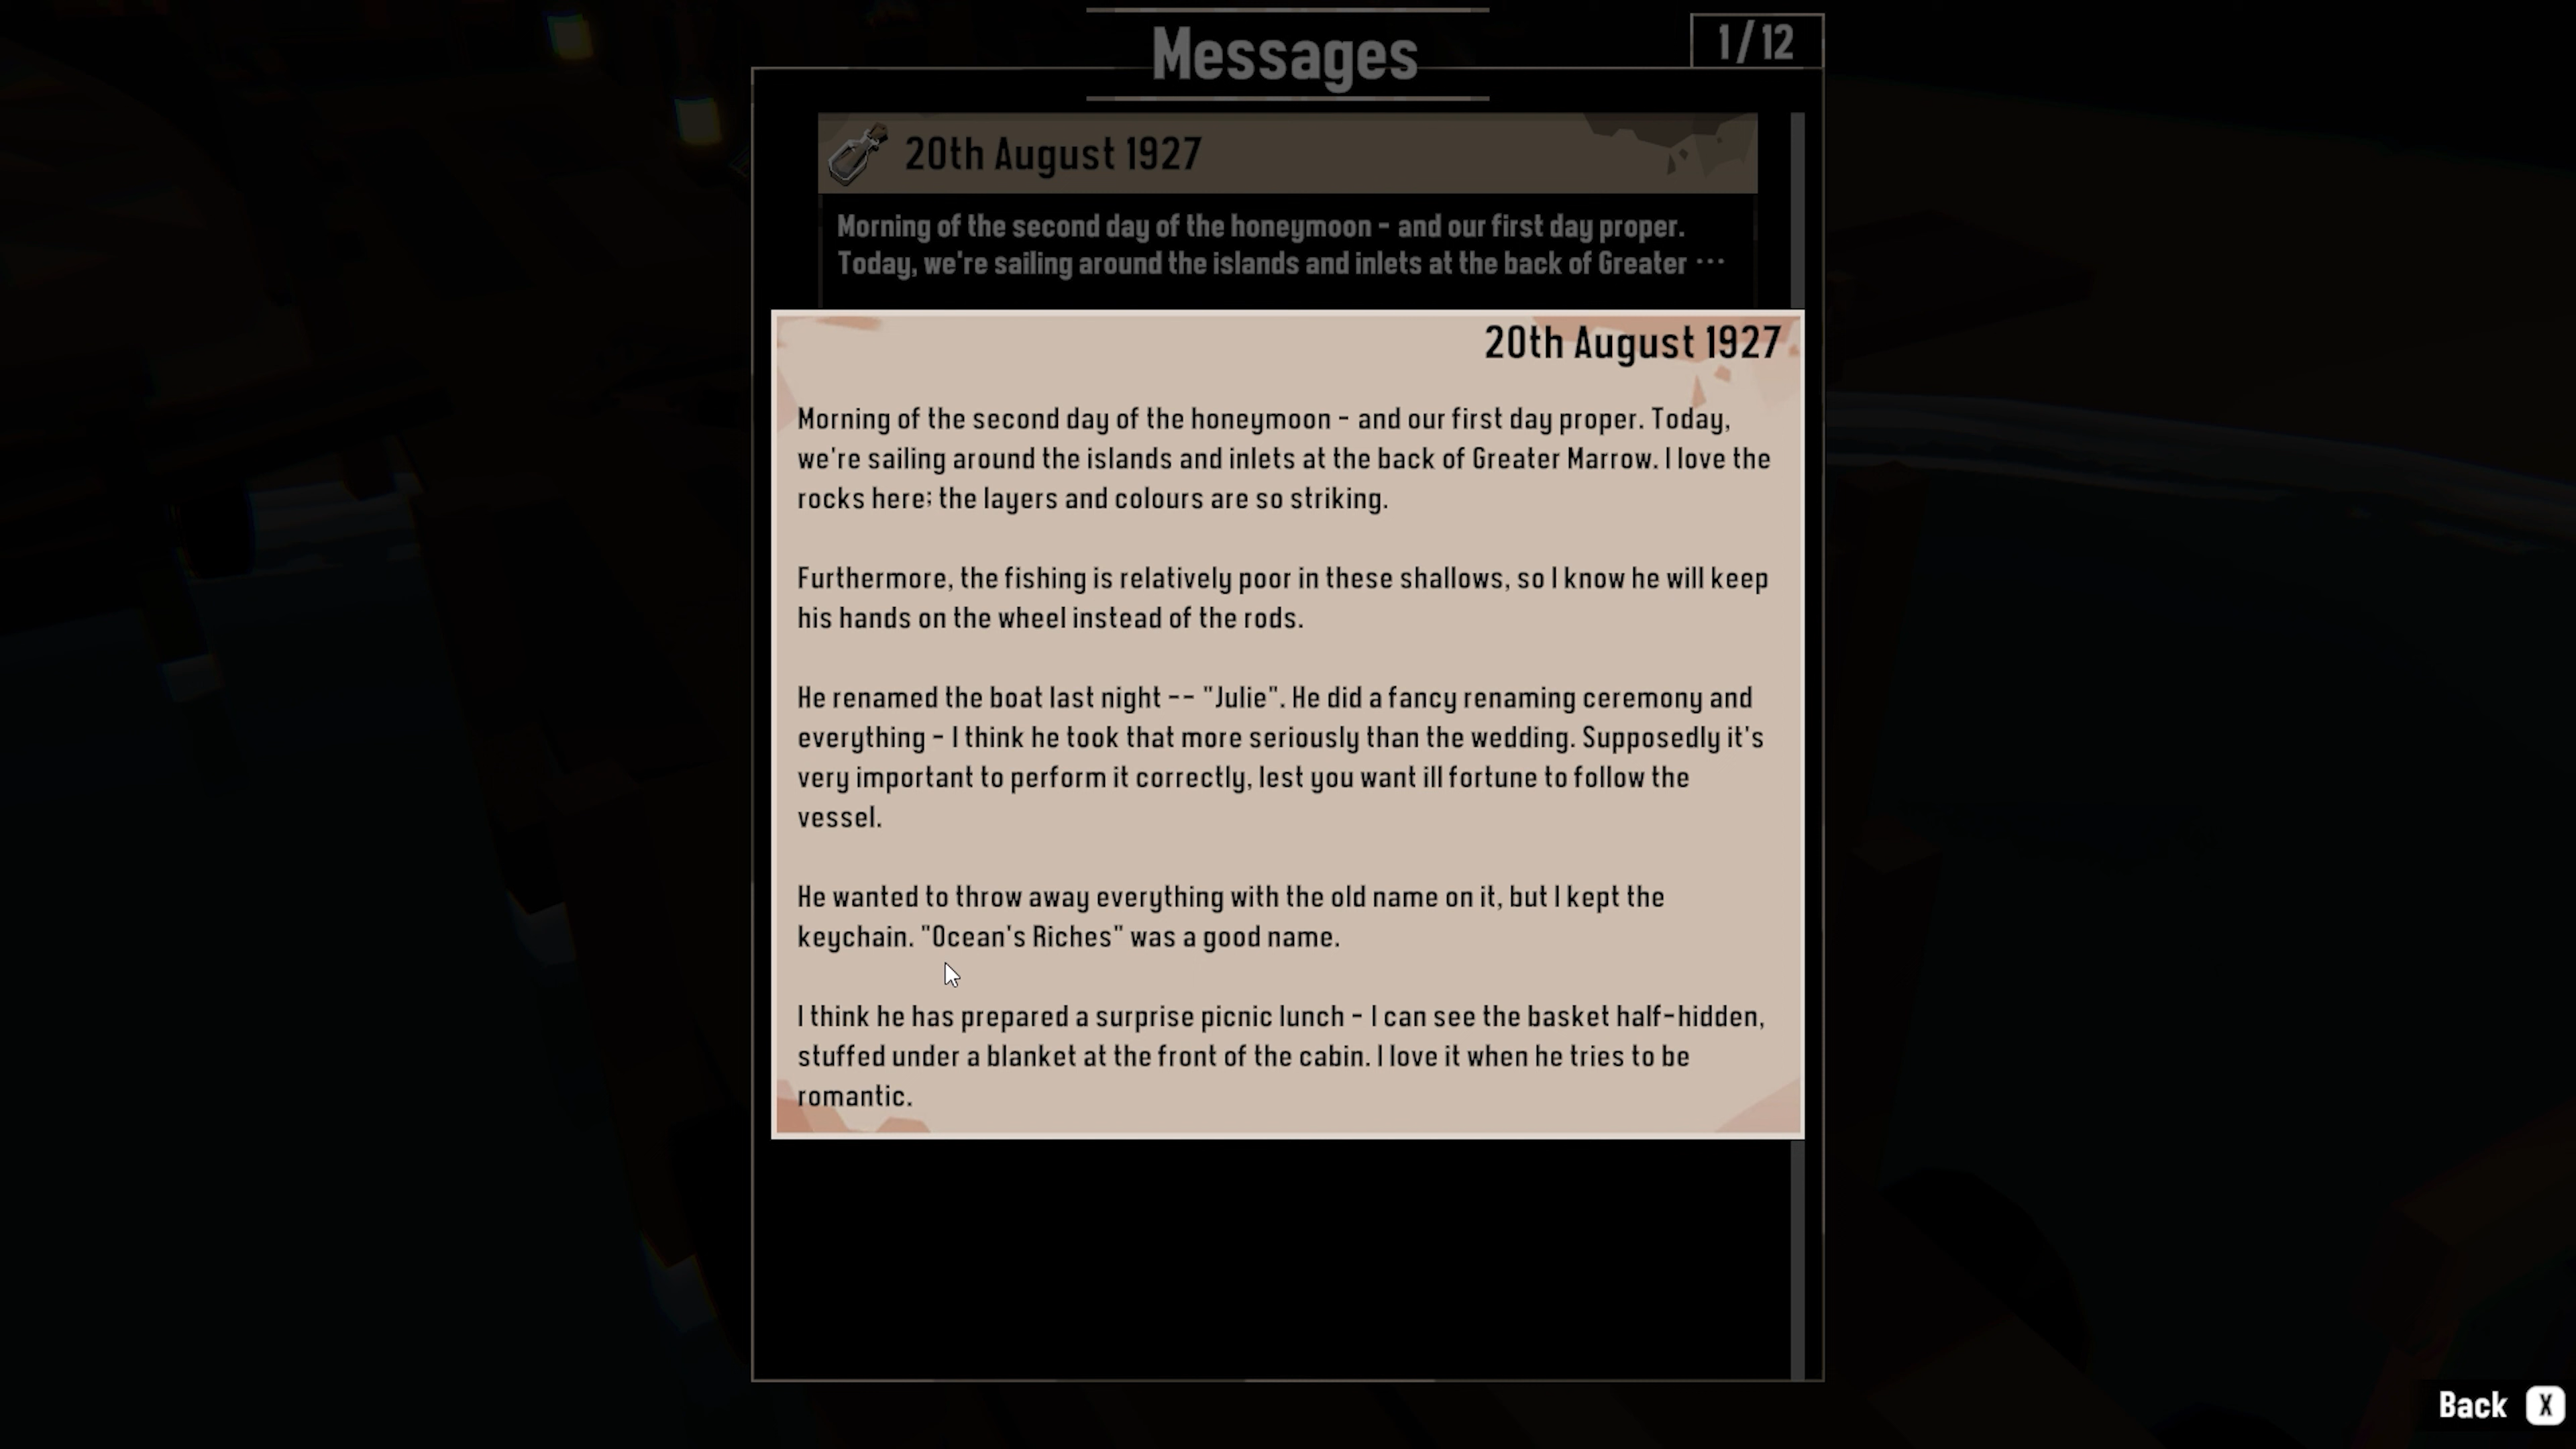 Messages
1/12
20th August 1927
Morning of the second day of the honeymoon - and our first day proper.
Today, we're sailing around the islands and inlets at the back of Greater ...
20th August 1927
Morning of the second day of the honeymoon - and our first day proper. Today,
we're sailing around the islands and inlets at the back of Greater Marrow. I love the
rocks here; the layers and colours are so striking.
Furthermore, the fishing is relatively poor in these shallows, so I know he will keep
his hands on the wheel instead of the rods.
He renamed the boat last night -- "Julie". He did a fancy renaming ceremony and
everything - I think he took that more seriously than the wedding. Supposedly it's
very important to perform it correctly, lest you want ill fortune to follow the
vessel.
He wanted to throw away everything with the old name on it, but I kept the
keychain. "Ocean's Riches" was a good name.
I think he has prepared a surprise picnic lunch - I can see the basket half-hidden,
stuffed under a blanket at the front of the cabin. I love it when he tries to be
romantic.
Back X